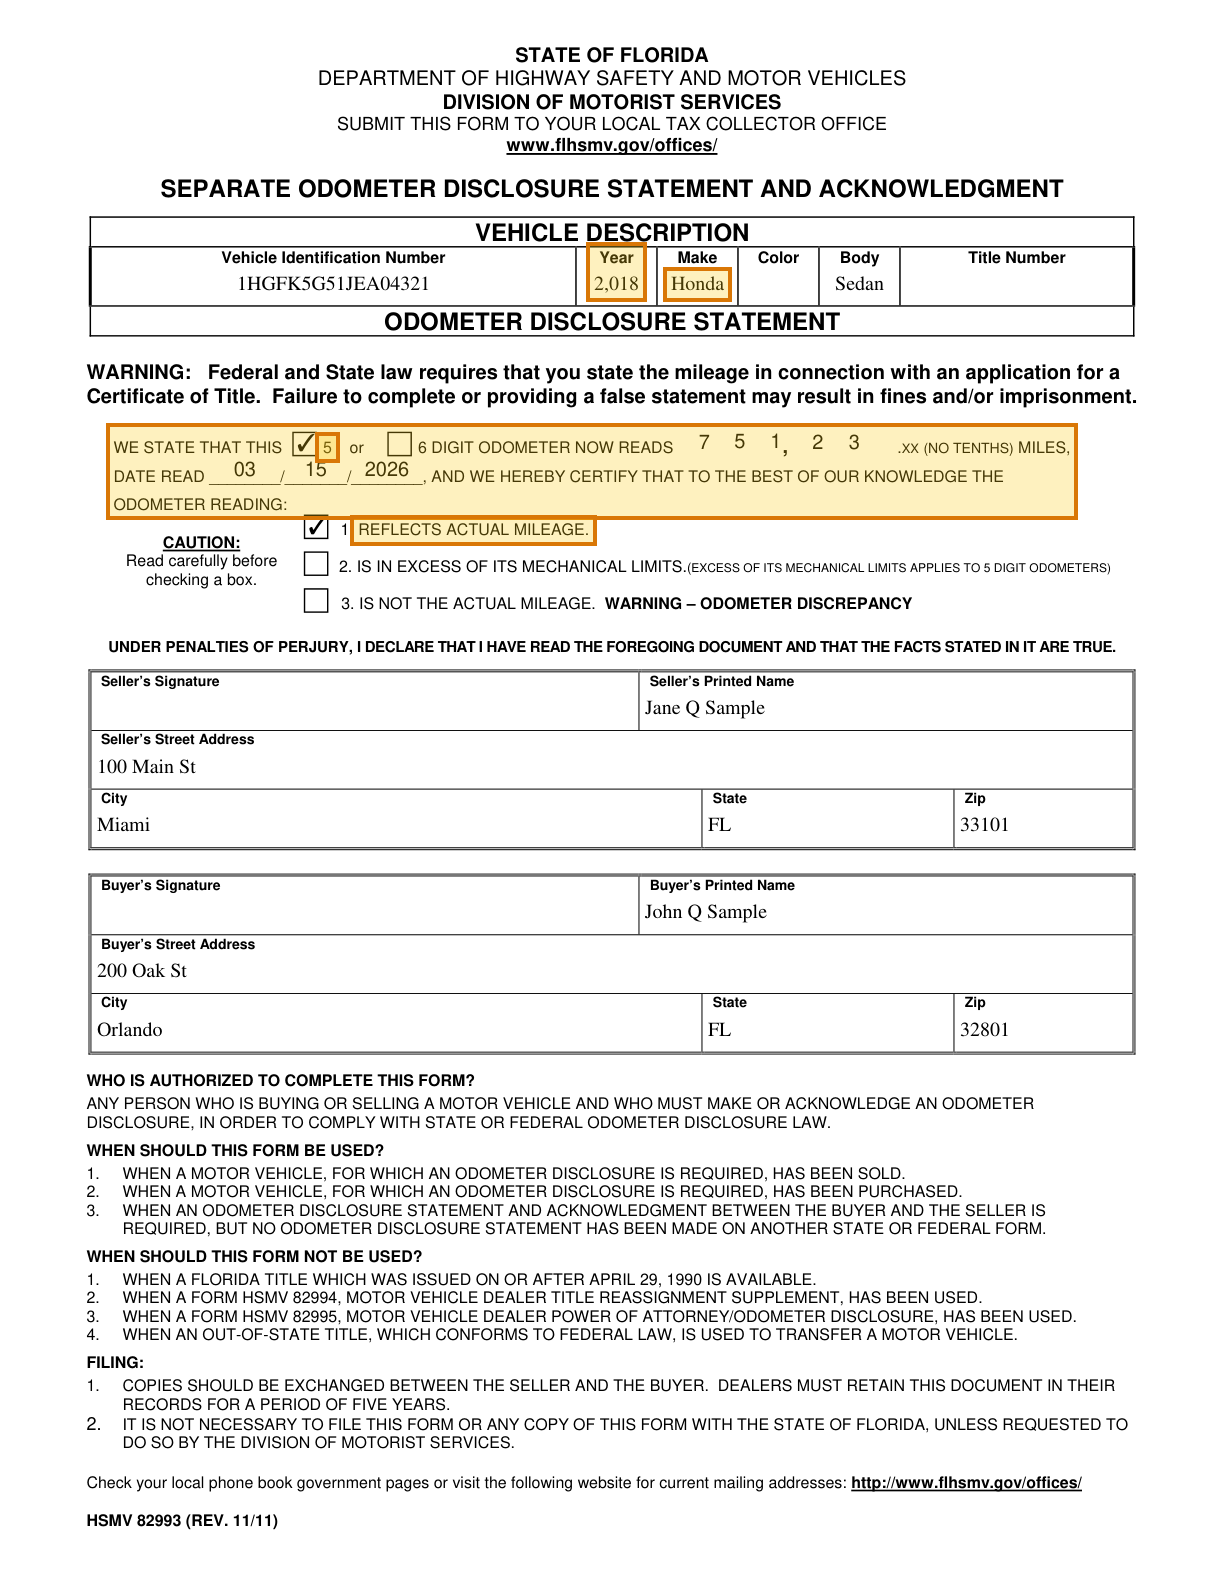 STATE OF FLORIDA
DEPARTMENT OF HIGHWAY SAFETY AND MOTOR VEHICLES
DIVISION OF MOTORIST SERVICES
SUBMIT THIS FORM TO YOUR LOCAL TAX COLLECTOR OFFICE
www.flhsmv.gov/offices/
SEPARATE ODOMETER DISCLOSURE STATEMENT AND ACKNOWLEDGMENT
VEHICLE DESCRIPTION
Vehicle Identification Number Year Make Color Body Title Number
1HGFK5G51JEA04321 2,018 Honda Sedan
ODOMETER DISCLOSURE STATEMENT
WARNING: Federal and State law requires that you state the mileage in connection with an application for a
Certificate of Title. Failure to complete or providing a false statement may result in fines and/or imprisonment.
WE STATE THAT THIS ✓ 5 or 6 DIGIT ODOMETER NOW READS 7 5 1, 2 3 .XX (NO TENTHS) MILES,
DATE READ 03 / 15 / 2026, AND WE HEREBY CERTIFY THAT TO THE BEST OF OUR KNOWLEDGE THE
ODOMETER READING:
✓ 1 REFLECTS ACTUAL MILEAGE.
CAUTION:
Read carefully before
checking a box.
2. IS IN EXCESS OF ITS MECHANICAL LIMITS.(EXCESS OF ITS MECHANICAL LIMITS APPLIES TO 5 DIGIT ODOMETERS)
3. IS NOT THE ACTUAL MILEAGE. WARNING – ODOMETER DISCREPANCY
UNDER PENALTIES OF PERJURY, I DECLARE THAT I HAVE READ THE FOREGOING DOCUMENT AND THAT THE FACTS STATED IN IT ARE TRUE.
Seller's Signature Seller's Printed Name
Jane Q Sample
Seller's Street Address
100 Main St
City State Zip
Miami FL 33101
Buyer's Signature Buyer's Printed Name
John Q Sample
Buyer's Street Address
200 Oak St
City State Zip
Orlando FL 32801
WHO IS AUTHORIZED TO COMPLETE THIS FORM?
ANY PERSON WHO IS BUYING OR SELLING A MOTOR VEHICLE AND WHO MUST MAKE OR ACKNOWLEDGE AN ODOMETER
DISCLOSURE, IN ORDER TO COMPLY WITH STATE OR FEDERAL ODOMETER DISCLOSURE LAW.
WHEN SHOULD THIS FORM BE USED?
1. WHEN A MOTOR VEHICLE, FOR WHICH AN ODOMETER DISCLOSURE IS REQUIRED, HAS BEEN SOLD.
2. WHEN A MOTOR VEHICLE, FOR WHICH AN ODOMETER DISCLOSURE IS REQUIRED, HAS BEEN PURCHASED.
3. WHEN AN ODOMETER DISCLOSURE STATEMENT AND ACKNOWLEDGMENT BETWEEN THE BUYER AND THE SELLER IS
REQUIRED, BUT NO ODOMETER DISCLOSURE STATEMENT HAS BEEN MADE ON ANOTHER STATE OR FEDERAL FORM.
WHEN SHOULD THIS FORM NOT BE USED?
1. WHEN A FLORIDA TITLE WHICH WAS ISSUED ON OR AFTER APRIL 29, 1990 IS AVAILABLE.
2. WHEN A FORM HSMV 82994, MOTOR VEHICLE DEALER TITLE REASSIGNMENT SUPPLEMENT, HAS BEEN USED.
3. WHEN A FORM HSMV 82995, MOTOR VEHICLE DEALER POWER OF ATTORNEY/ODOMETER DISCLOSURE, HAS BEEN USED.
4. WHEN AN OUT-OF-STATE TITLE, WHICH CONFORMS TO FEDERAL LAW, IS USED TO TRANSFER A MOTOR VEHICLE.
FILING:
1. COPIES SHOULD BE EXCHANGED BETWEEN THE SELLER AND THE BUYER. DEALERS MUST RETAIN THIS DOCUMENT IN THEIR
RECORDS FOR A PERIOD OF FIVE YEARS.
2. IT IS NOT NECESSARY TO FILE THIS FORM OR ANY COPY OF THIS FORM WITH THE STATE OF FLORIDA, UNLESS REQUESTED TO
DO SO BY THE DIVISION OF MOTORIST SERVICES.
Check your local phone book government pages or visit the following website for current mailing addresses: http://www.flhsmv.gov/offices/
HSMV 82993 (REV. 11/11)